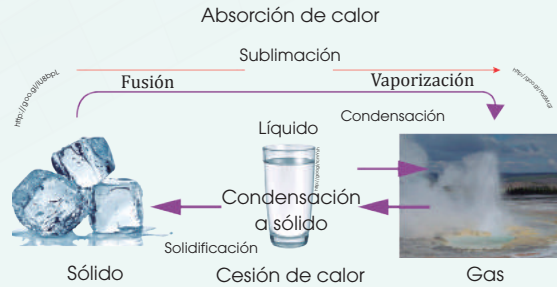 Absorción de calor
Sublimación
Fusión
Vaporización
Condensación
Líquido
Condensación
a sólido
Solidificación
Sólido
Cesión de calor
Gas